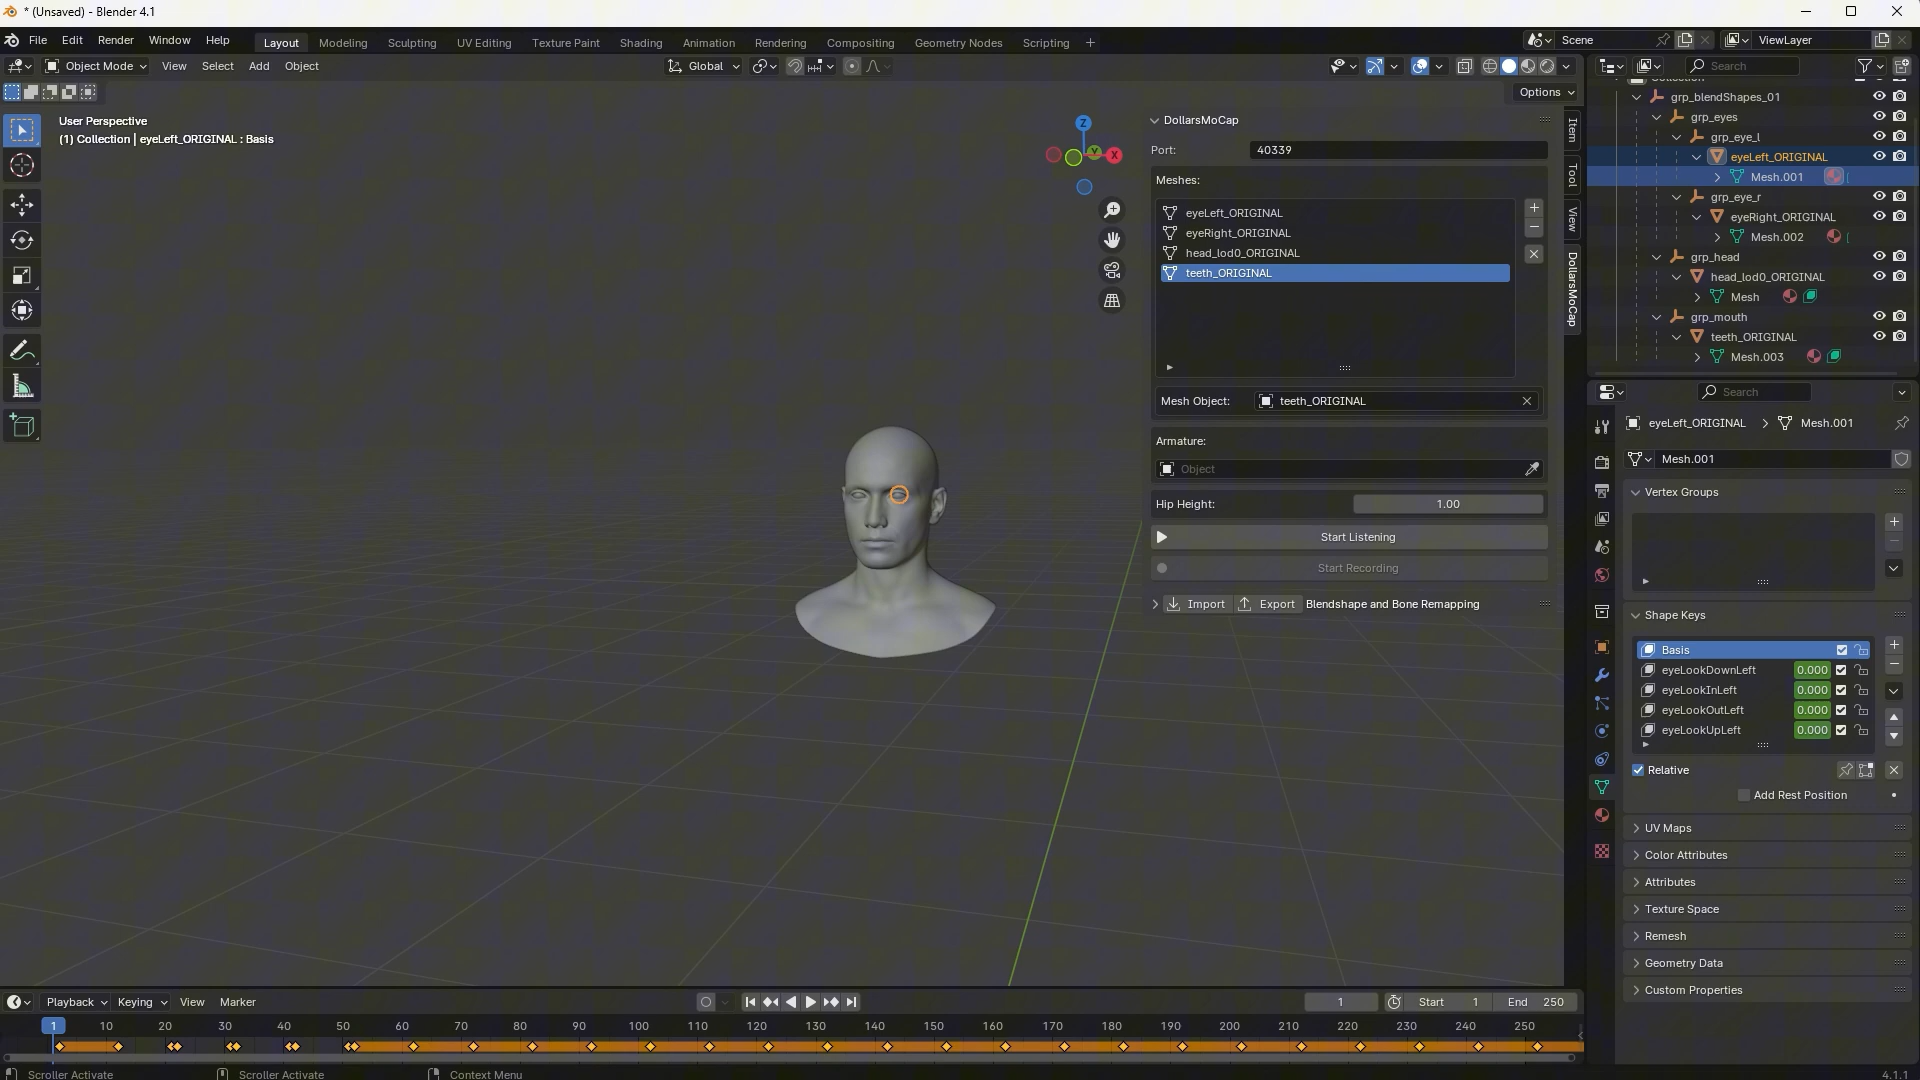 * (Unsaved) - Blender 4.1
File Edit Render Window Help Layout Modeling Sculpting UV Editing Texture Paint Shading Animation Rendering Compositing Geometry Nodes Scripting + Scene ViewLayer
Object Mode View Select Add Object Global Search
Options
User Perspective
(1) Collection | eyeLeft_ORIGINAL : Basis
Z
Y
X
DollarsMoCap
Port: 40339
Meshes:
eyeLeft_ORIGINAL
eyeRight_ORIGINAL
head_lod0_ORIGINAL
teeth_ORIGINAL
Mesh Object: teeth_ORIGINAL
Armature:
Object
Hip Height: 1.00
Start Listening
Start Recording
Import Export Blendshape and Bone Remapping
Item
Tool
View
DollarsMoCap
Collection
grp_blendShapes_01
grp_eyes
grp_eye_l
eyeLeft_ORIGINAL
Mesh.001
grp_eye_r
eyeRight_ORIGINAL
Mesh.002
grp_head
head_lod0_ORIGINAL
Mesh
grp_mouth
teeth_ORIGINAL
Mesh.003
Search
eyeLeft_ORIGINAL > Mesh.001
Mesh.001
Vertex Groups
Shape Keys
Basis
eyeLookDownLeft 0.000
eyeLookInLeft 0.000
eyeLookOutLeft 0.000
eyeLookUpLeft 0.000
Relative
Add Rest Position
UV Maps
Color Attributes
Attributes
Texture Space
Remesh
Geometry Data
Custom Properties
Playback Keying View Marker 1 Start 1 End 250
1 10 20 30 40 50 60 70 80 90 100 110 120 130 140 150 160 170 180 190 200 210 220 230 240 250
Scroller Activate Scroller Activate Context Menu 4.1.1